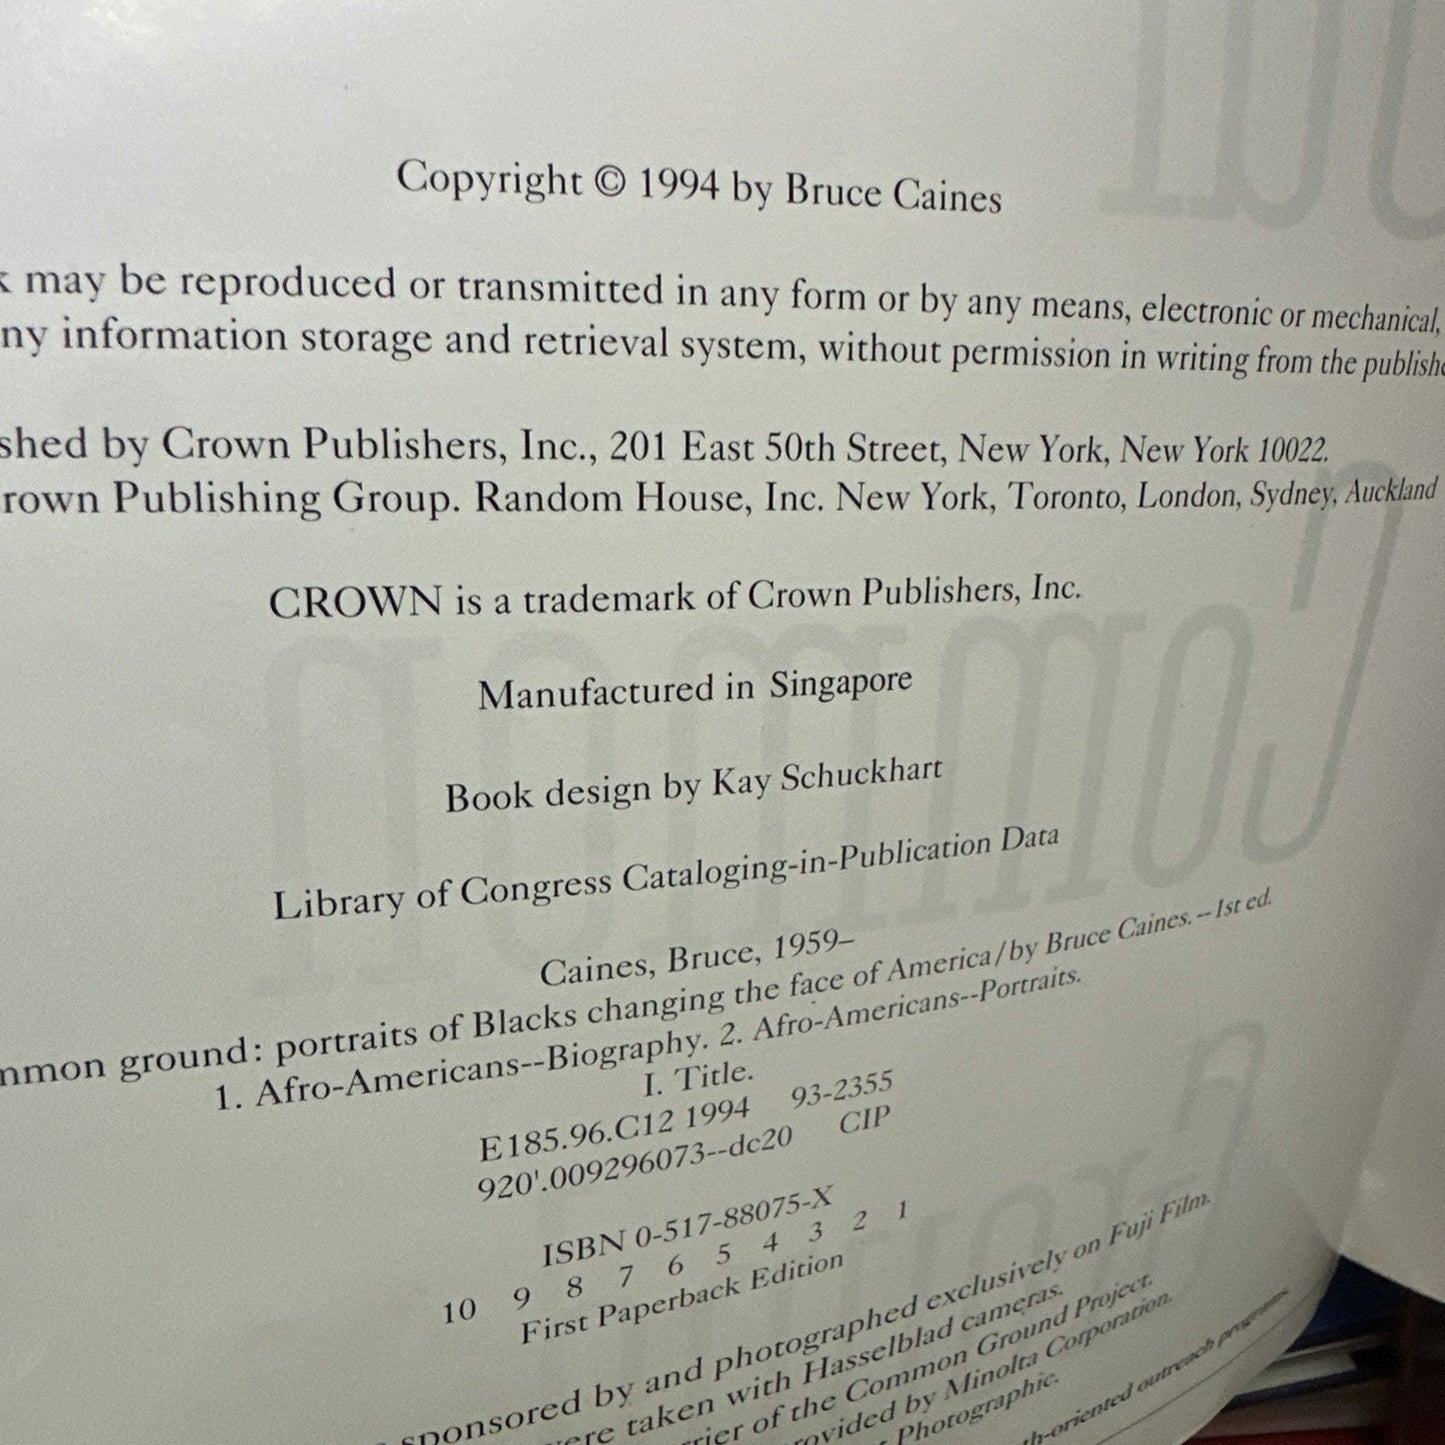 Copyright © 1994 by Bruce Caines
may be reproduced or transmitted in any form or by any means, electronic or mechanical,
ny information storage and retrieval system, without permission in writing from the publishe
shed by Crown Publishers, Inc., 201 East 50th Street, New York, New York 10022.
rown Publishing Group. Random House, Inc. New York, Toronto, London, Sydney, Auckland
CROWN is a trademark of Crown Publishers, Inc.
Manufactured in Singapore
Book design by Kay Schuckhart
Library of Congress Cataloging-in-Publication Data
Caines, Bruce, 1959–
mmon ground: portraits of Blacks changing the face of America/by Bruce Caines.--1st ed.
1. Afro-Americans--Biography. 2. Afro-Americans--Portraits.
I. Title.
E185.96.C12 1994 93-2355
920'.009296073--dc20 CIP
ISBN 0-517-88075-X
10 9 8 7 6 5 4 3 2 1
First Paperback Edition
sponsored by and photographed exclusively on Fuji Film.
ere taken with Hasselblad cameras.
rrier of the Common Ground Project.
rovided by Minolta Corporation.
Photographic.
th-oriented outreach programs.